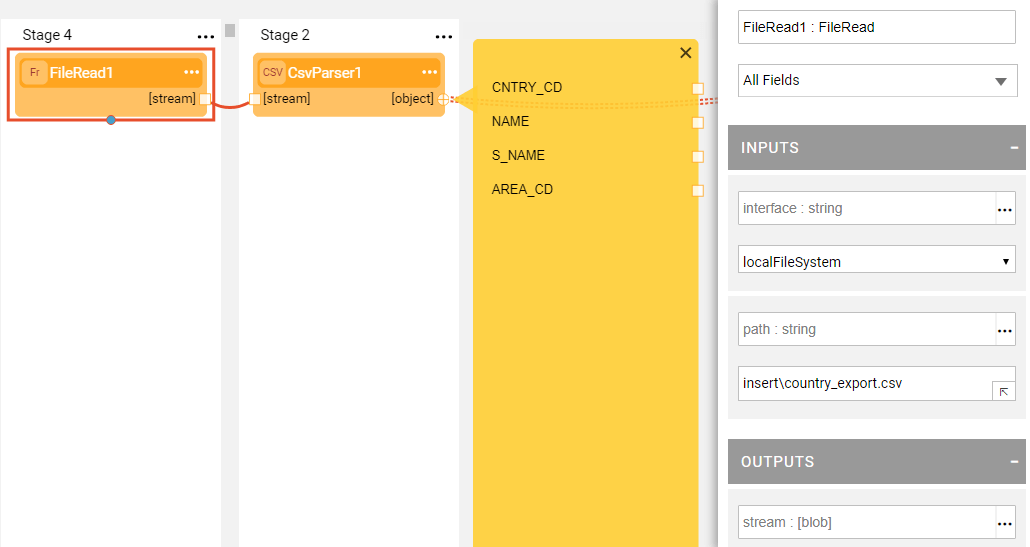 Stage 4
...
Fr
FileRead1
...
[stream]
Stage 2
...
CSV
CsvParser1
...
[stream]
[object]
CNTRY_CD
NAME
S_NAME
AREA_CD
FileRead1 : FileRead
All Fields
INPUTS
interface : string
...
localFileSystem
path : string
...
insert\country_export.csv
OUTPUTS
stream : [blob]
...